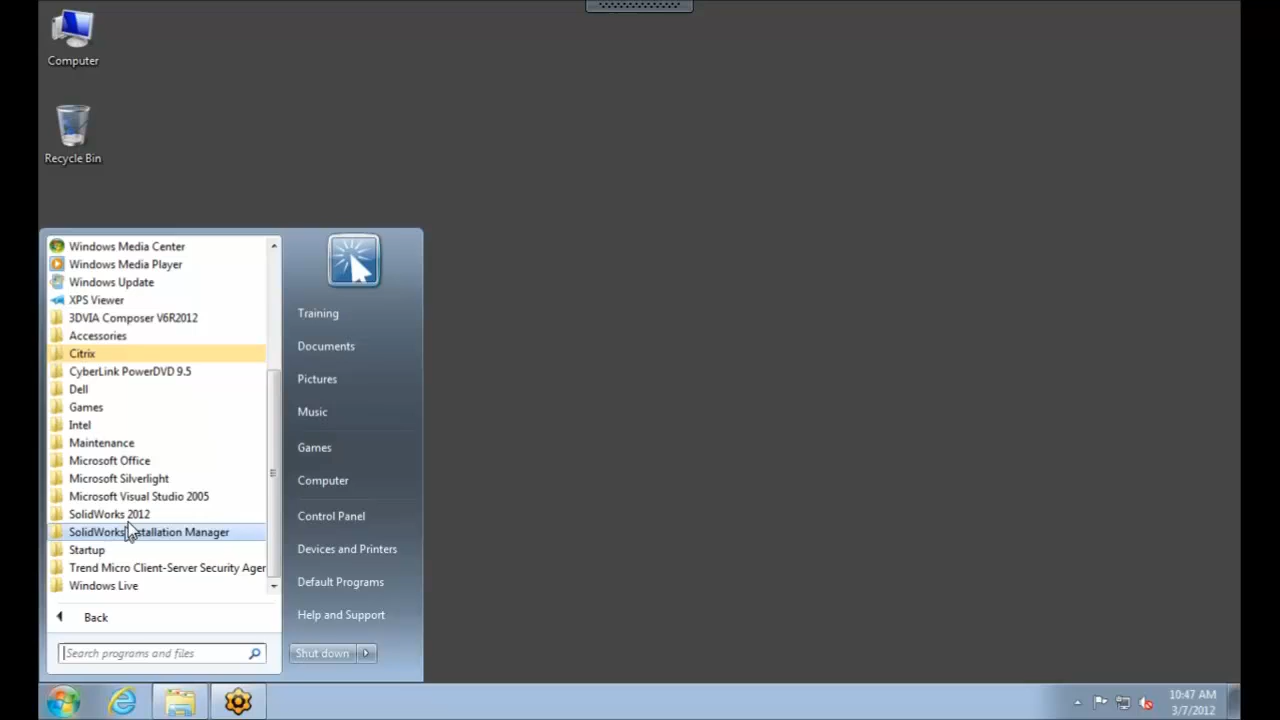 Computer
Recycle Bin
Windows Media Center
Windows Media Player
Windows Update
XPS Viewer
3DVIA Composer V6R2012
Accessories
Citrix
CyberLink PowerDVD 9.5
Dell
Games
Intel
Maintenance
Microsoft Office
Microsoft Silverlight
Microsoft Visual Studio 2005
SolidWorks 2012
SolidWorks Installation Manager
Startup
Trend Micro Client-Server Security Ager
Windows Live
Back
Search programs and files
Training
Documents
Pictures
Music
Games
Computer
Control Panel
Devices and Printers
Default Programs
Help and Support
Shut down
10:47 AM
3/7/2012